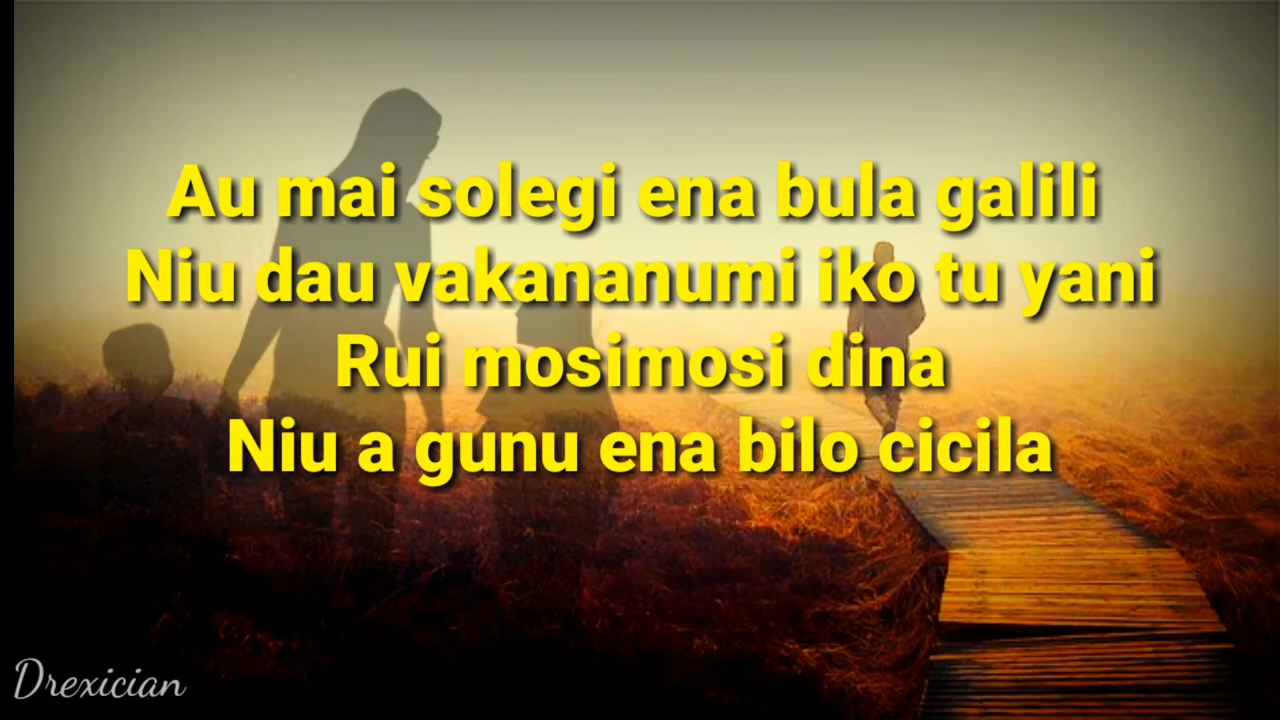 Au mai solegi ena bula galili
Niu dau vakananumi iko tu yani
Rui mosimosi dina
Niu a gunu ena bilo cicila
Drexician